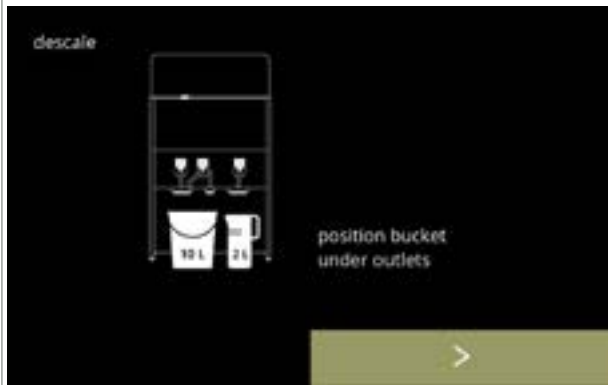 descale
10 L
2 L
position bucket
under outlets
>